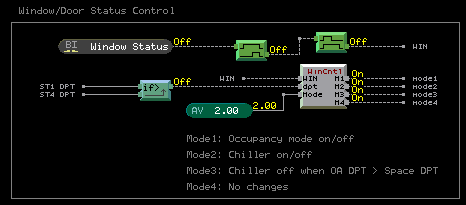 Window/Door Status Control
BI Window Status Off
Off
Off
WIN
WinCntl
On
WIN WIN M1 Mode1
ST1 DPT if> Off dpt M2 On Mode2
ST4 DPT Mode M3 On Mode3
AV 2.00 2.00 M4 On Mode4
Mode1: Occupancy mode on/off
Mode2: Chiller on/off
Mode3: Chiller off when OA DPT > Space DPT
Mode4: No changes